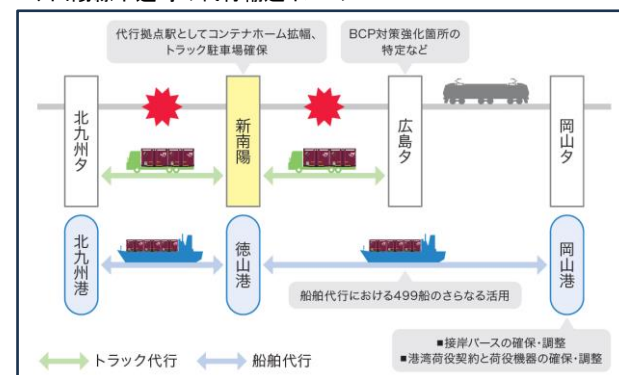 代行拠点駅としてコンテナホーム拡幅、
トラック駐車場確保
BCP対策強化箇所の
特定など
北九州タ
新南陽
広島タ
岡山タ
北九州港
徳山港
岡山港
船舶代行における499船のさらなる活用
■接岸バースの確保・調整
■港湾荷役契約と荷役機器の確保・調整
トラック代行
船舶代行